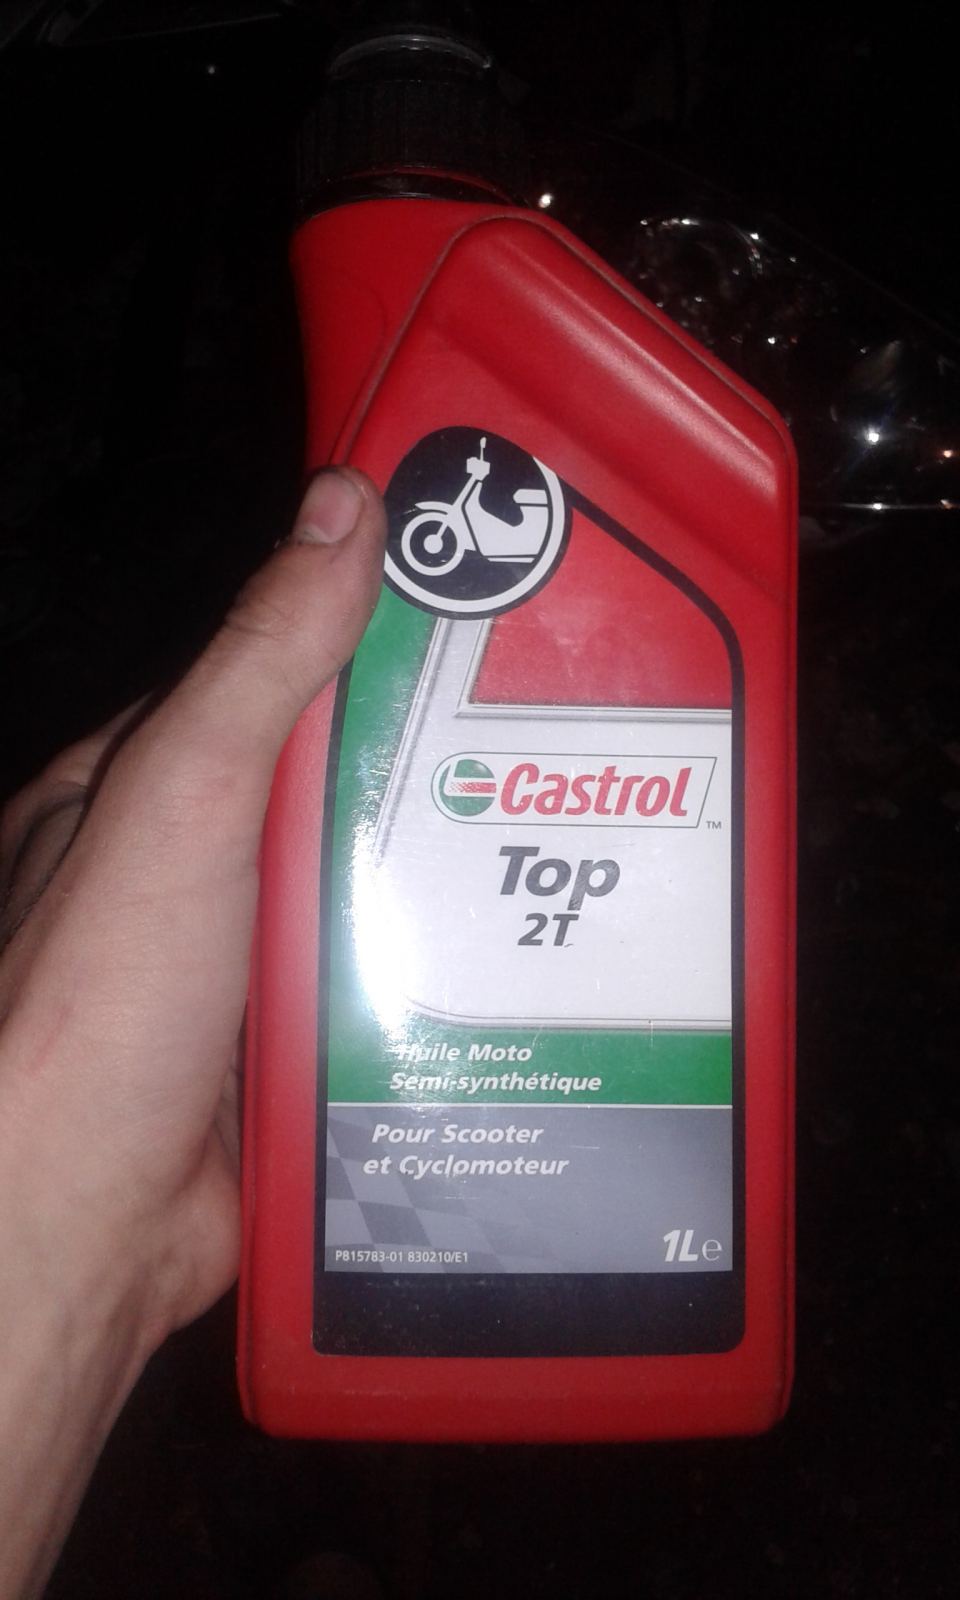 Castrol
TM
Top
2T
Huile Moto
Semi-synthétique
Pour Scooter
et Cyclomoteur
P815783-01 830210/E1
1L e